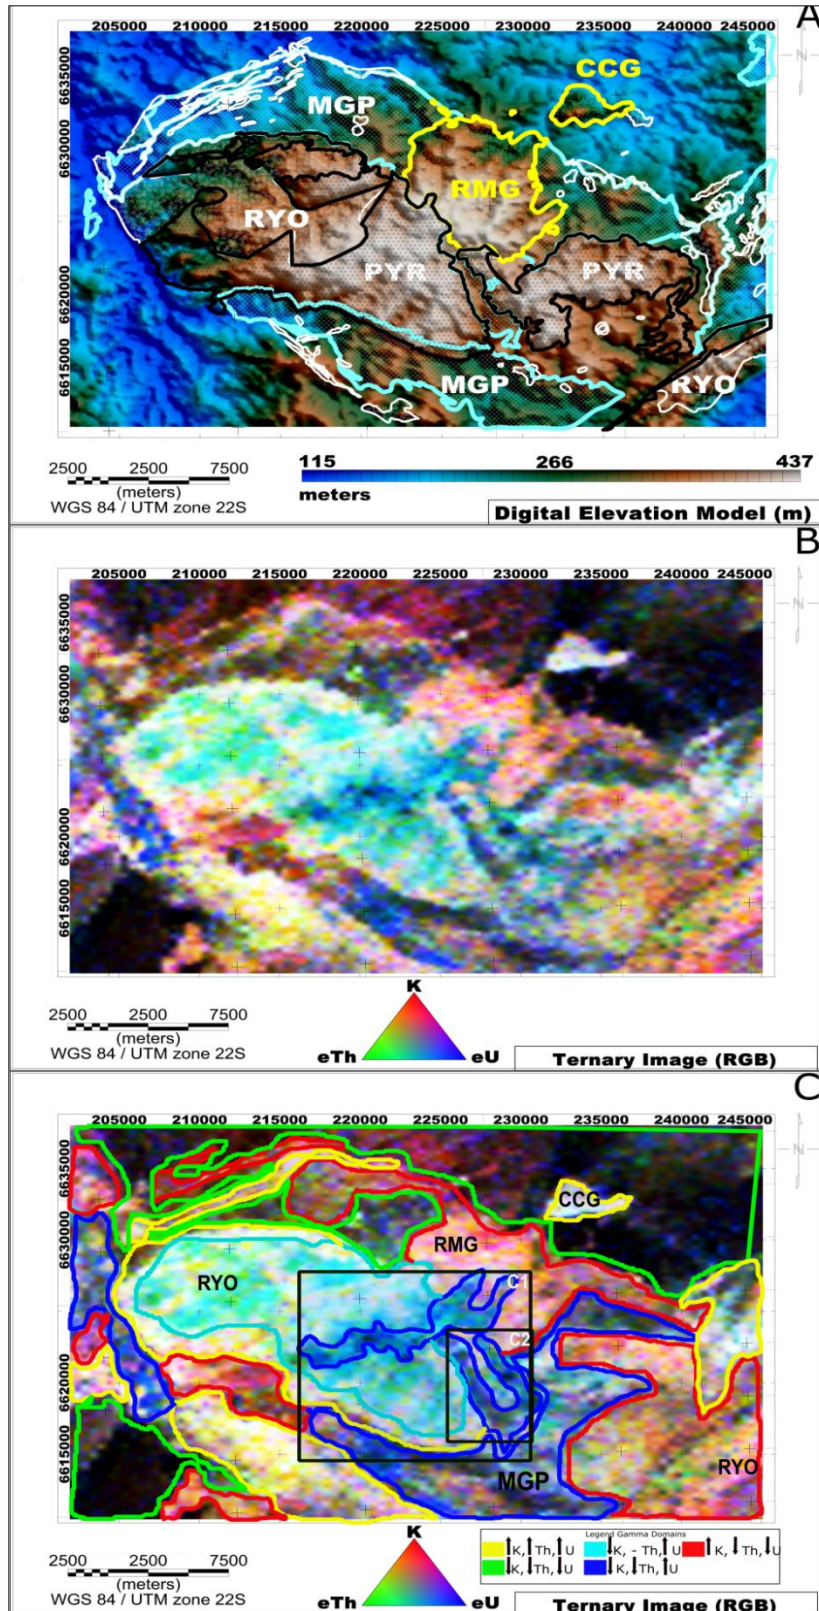 A
205000 210000 215000 220000 225000 230000 235000 240000 245000
6635000
6630000
6620000
6615000
CCG
MGP
RMG
RYO
PYR
PYR
MGP
RYO
N
2500 2500 7500
(meters)
WGS 84 / UTM zone 22S
115 266 437
meters
Digital Elevation Model (m)
B
205000 210000 215000 220000 225000 230000 235000 240000 245000
6635000
6630000
6620000
6615000
N
2500 2500 7500
(meters)
WGS 84 / UTM zone 22S
K
eTh eU
Ternary Image (RGB)
C
205000 210000 215000 220000 225000 230000 235000 240000 245000
6635000
6630000
6620000
6615000
N
CCG
RMG
RYO
C1
C2
MGP
RYO
2500 2500 7500
(meters)
WGS 84 / UTM zone 22S
K
eTh eU
Legend Gamma Domains
↑K, ↑Th, ↑U ↓K, - Th, ↑U ↑K, ↓Th, ↓U
↓K, ↓Th, ↓U ↓K, ↓Th, ↑U
Ternary Image (RGB)